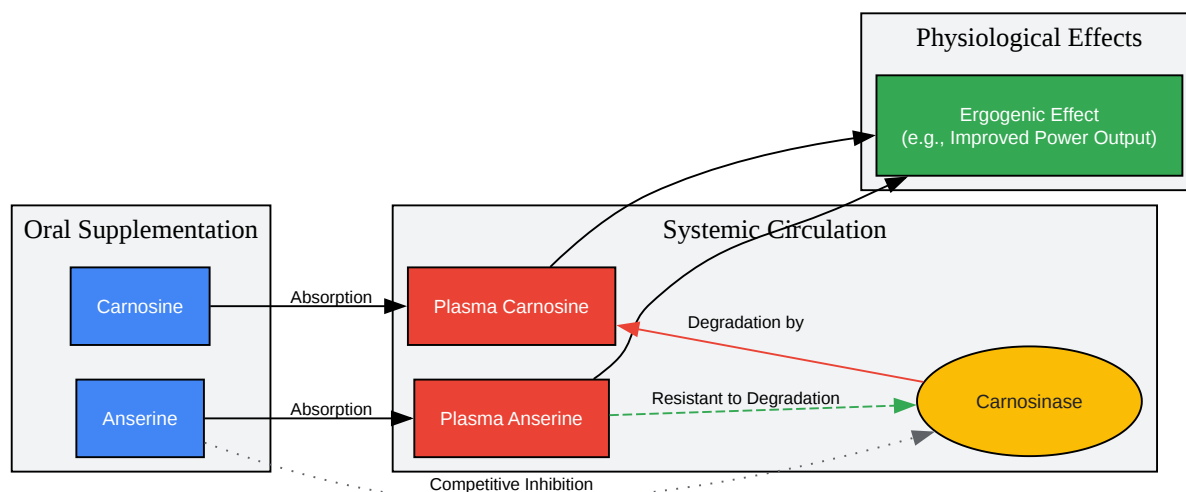 Physiological Effects
Ergogenic Effect
(e.g., Improved Power Output)
Oral Supplementation
Systemic Circulation
Carnosine
Absorption
Plasma Carnosine
Degradation by
Anserine
Absorption
Plasma Anserine
Resistant to Degradation
Carnosinase
Competitive Inhibition